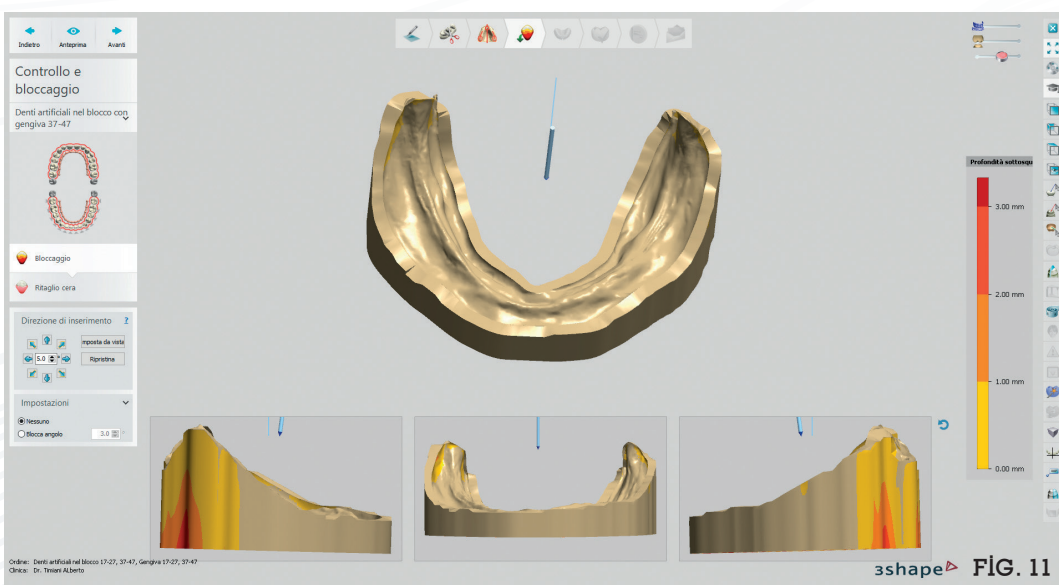 Indietro
Anteprima
Avanti
Controllo e
bloccaggio
Denti artificiali nel blocco con
gengiva 37-47
Bloccaggio
Ritaglio cera
Direzione di inserimento ?
mposta da vista
5.0
Ripristina
Impostazioni
Nessuno
Blocca angolo 3.0
Profondità sottosqu
3.00 mm
2.00 mm
1.00 mm
0.00 mm
Ordine: Denti artificiali nel blocco 17-27, 37-47, Gengiva 17-27, 37-47
Clinica: Dr. Tiniani ALberto
3shape
FİG. 11